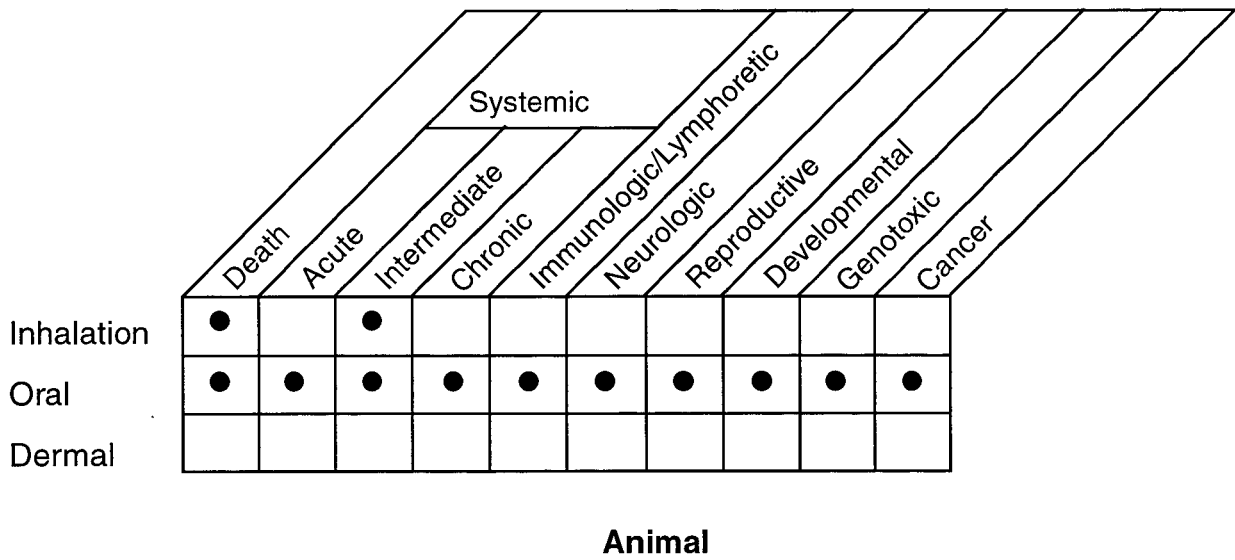 Systemic
Death
Acute
Intermediate
Chronic
Immunologic/Lymphoretic
Neurologic
Reproductive
Developmental
Genotoxic
Cancer
Inhalation
Oral
Dermal
Animal